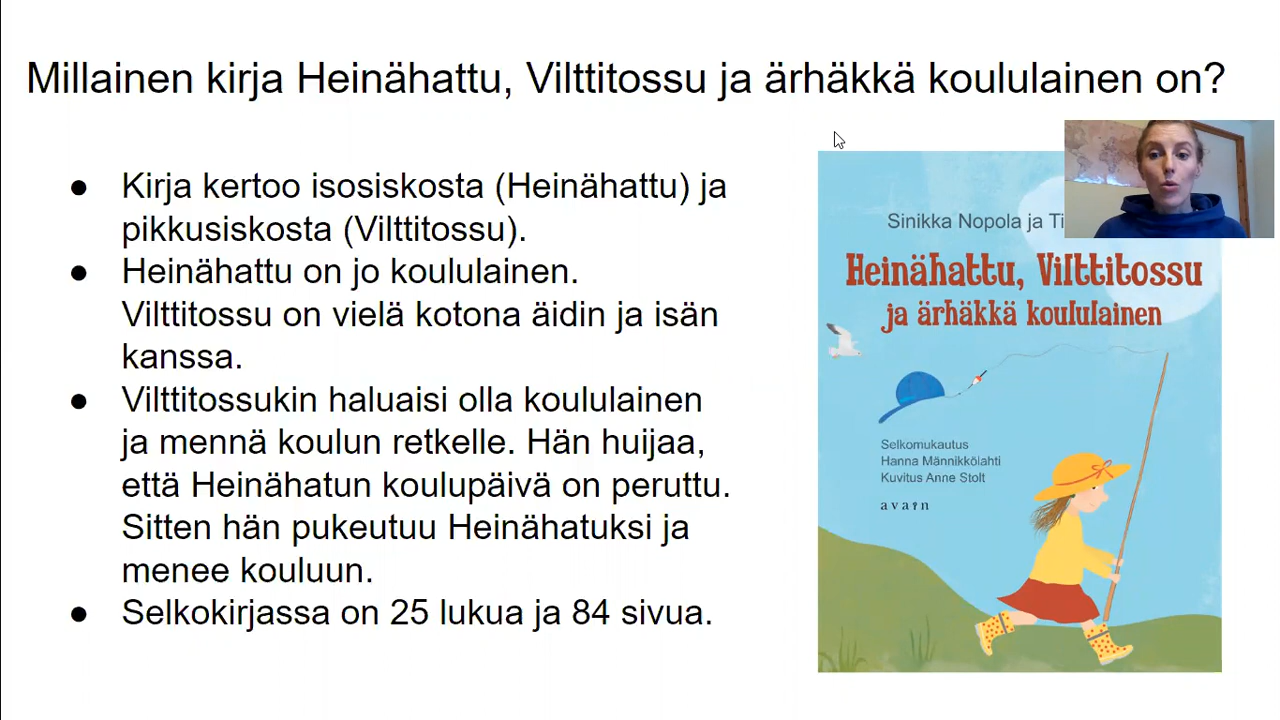 Millainen kirja Heinähattu, Vilttitossu ja ärhäkkä koululainen on?
● Kirja kertoo isosiskosta (Heinähattu) ja
pikkusiskosta (Vilttitossu).
● Heinähattu on jo koululainen.
Vilttitossu on vielä kotona äidin ja isän
kanssa.
● Vilttitossukin haluaisi olla koululainen
ja mennä koulun retkelle. Hän huijaa,
että Heinähatun koulupäivä on peruttu.
Sitten hän pukeutuu Heinähatuksi ja
menee kouluun.
● Selkokirjassa on 25 lukua ja 84 sivua.
Sinikka Nopola ja
Heinähattu, Vilttitossu
ja ärhäkkä koululainen
Selkomukautus
Hanna Männikkölahti
Kuvitus Anne Stolt
avain